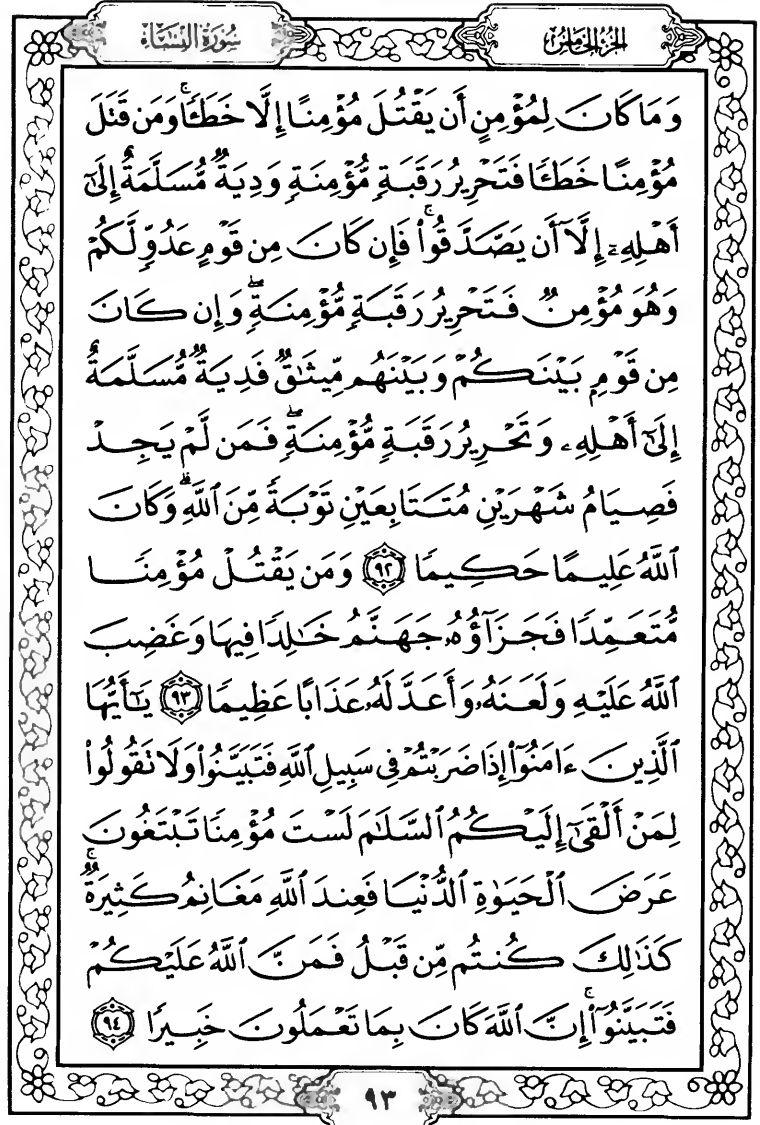 سُورَةُ النِّسَاءِ
الجُزْءُ الخَامِسُ
وَمَا كَانَ لِمُؤْمِنٍ أَن يَقْتُلَ مُؤْمِنًا إِلَّا خَطَـًٔا ۚ وَمَن قَتَلَ
مُؤْمِنًا خَطَـًٔا فَتَحْرِيرُ رَقَبَةٍ مُّؤْمِنَةٍ وَدِيَةٌ مُّسَلَّمَةٌ إِلَىٰٓ
أَهْلِهِۦٓ إِلَّآ أَن يَصَّدَّقُوا۟ ۚ فَإِن كَانَ مِن قَوْمٍ عَدُوٍّ لَّكُمْ
وَهُوَ مُؤْمِنٌ فَتَحْرِيرُ رَقَبَةٍ مُّؤْمِنَةٍ ۖ وَإِن كَانَ
مِن قَوْمٍۭ بَيْنَكُمْ وَبَيْنَهُم مِّيثَٰقٌ فَدِيَةٌ مُّسَلَّمَةٌ
إِلَىٰٓ أَهْلِهِۦ وَتَحْرِيرُ رَقَبَةٍ مُّؤْمِنَةٍ ۖ فَمَن لَّمْ يَجِدْ
فَصِيَامُ شَهْرَيْنِ مُتَتَابِعَيْنِ تَوْبَةً مِّنَ ٱللَّهِ ۗ وَكَانَ
ٱللَّهُ عَلِيمًا حَكِيمًا ٩٢ وَمَن يَقْتُلْ مُؤْمِنًا
مُّتَعَمِّدًا فَجَزَآؤُهُۥ جَهَنَّمُ خَٰلِدًا فِيهَا وَغَضِبَ
ٱللَّهُ عَلَيْهِ وَلَعَنَهُۥ وَأَعَدَّ لَهُۥ عَذَابًا عَظِيمًا ٩٣ يَٰٓأَيُّهَا
ٱلَّذِينَ ءَامَنُوٓا۟ إِذَا ضَرَبْتُمْ فِى سَبِيلِ ٱللَّهِ فَتَبَيَّنُوا۟ وَلَا تَقُولُوا۟
لِمَنْ أَلْقَىٰٓ إِلَيْكُمُ ٱلسَّلَٰمَ لَسْتَ مُؤْمِنًا تَبْتَغُونَ
عَرَضَ ٱلْحَيَوٰةِ ٱلدُّنْيَا فَعِندَ ٱللَّهِ مَغَانِمُ كَثِيرَةٌ ۚ
كَذَٰلِكَ كُنتُم مِّن قَبْلُ فَمَنَّ ٱللَّهُ عَلَيْكُمْ
فَتَبَيَّنُوٓا۟ ۚ إِنَّ ٱللَّهَ كَانَ بِمَا تَعْمَلُونَ خَبِيرًا ٩٤
٩٣